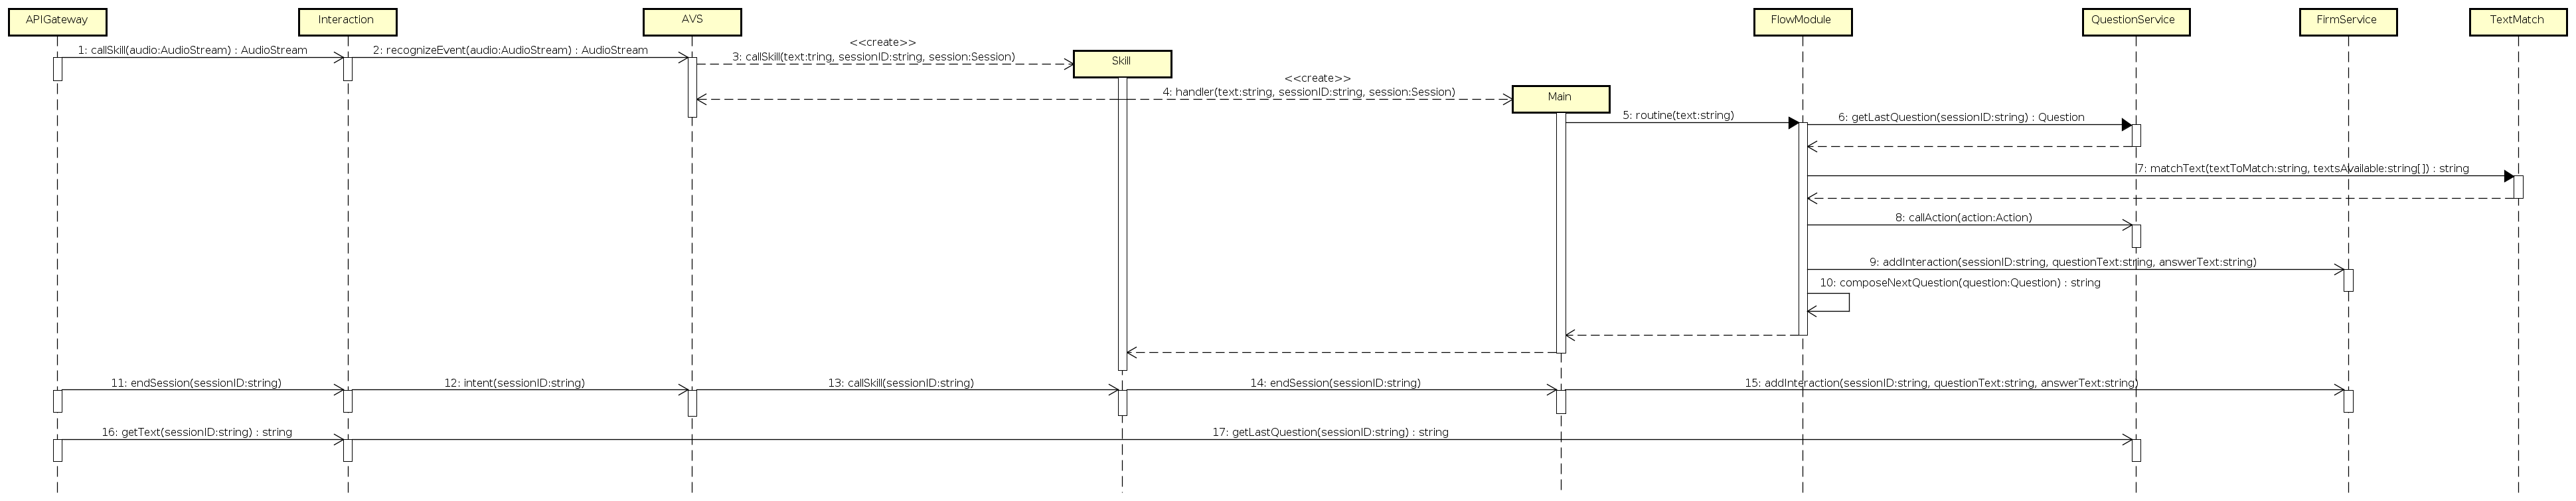 APIGateway
Interaction
AVS
FlowModule
QuestionService
FirmService
TextMatch
1: callSkill(audio:AudioStream) : AudioStream
2: recognizeEvent(audio:AudioStream) : AudioStream
<<create>>
3: callSkill(text:tring, sessionID:string, session:Session)
Skill
<<create>>
4: handler(text:string, sessionID:string, session:Session)
Main
5: routine(text:string)
6: getLastQuestion(sessionID:string) : Question
7: matchText(textToMatch:string, textsAvailable:string[]) : string
8: callAction(action:Action)
9: addInteraction(sessionID:string, questionText:string, answerText:string)
10: composeNextQuestion(question:Question) : string
11: endSession(sessionID:string)
12: intent(sessionID:string)
13: callSkill(sessionID:string)
14: endSession(sessionID:string)
15: addInteraction(sessionID:string, questionText:string, answerText:string)
16: getText(sessionID:string) : string
17: getLastQuestion(sessionID:string) : string